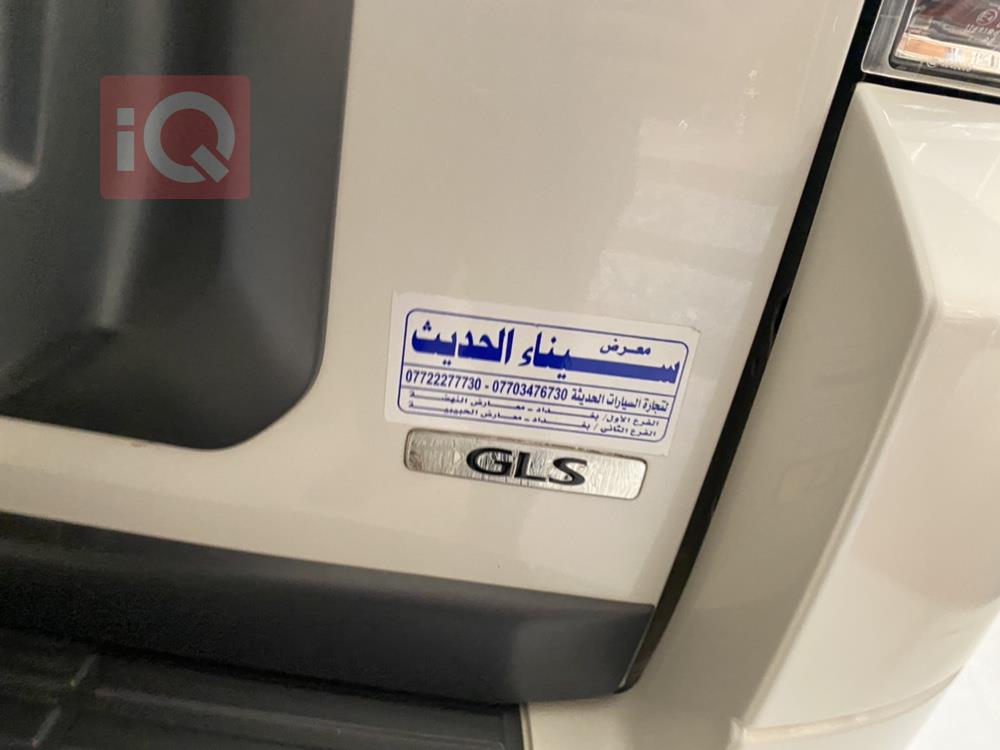 iQ
معرض
سيناء الحديث
لتجارة السيارات الحديثة 07703476730 - 07722277730
الفرع الأول / بغداد - معارض النهضة
الفرع الثاني / بغداد - معارض الحبيبية
GLS